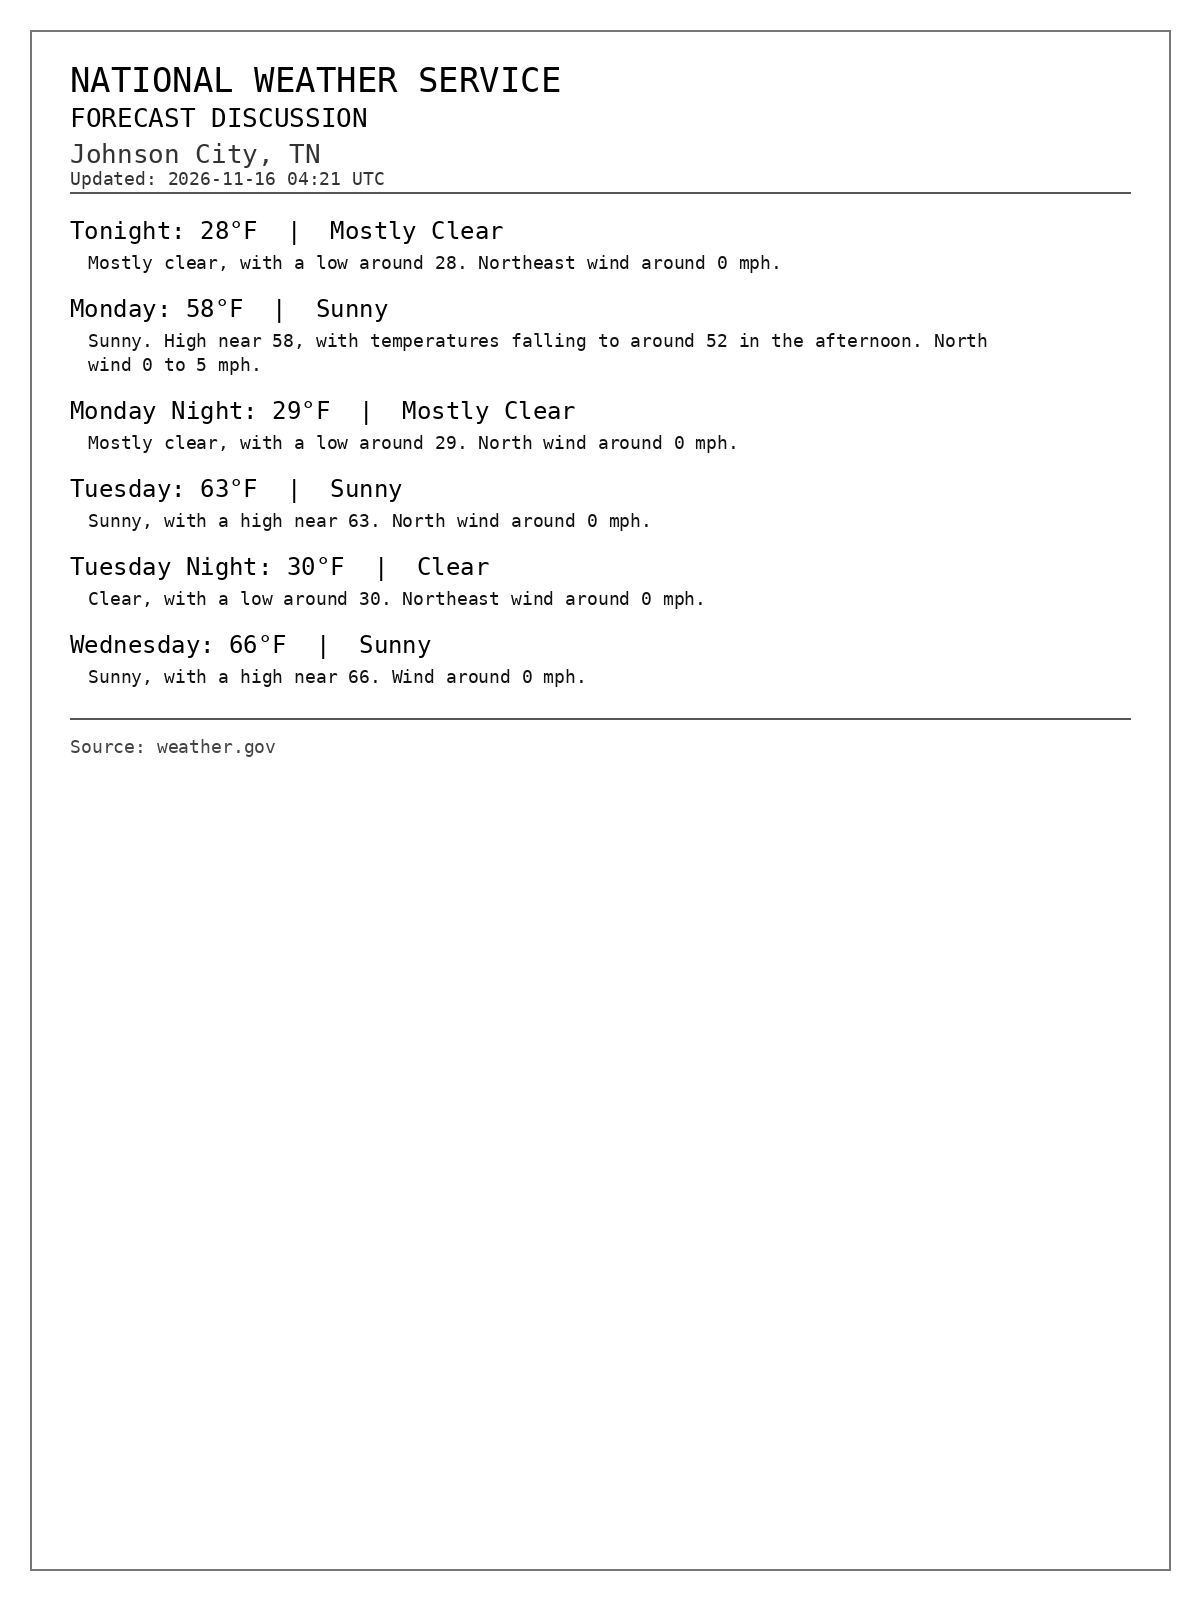 NATIONAL WEATHER SERVICE
FORECAST DISCUSSION
Johnson City, TN
Updated: 2026-11-16 04:21 UTC
Tonight: 28°F | Mostly Clear
Mostly clear, with a low around 28. Northeast wind around 0 mph.
Monday: 58°F | Sunny
Sunny. High near 58, with temperatures falling to around 52 in the afternoon. North
wind 0 to 5 mph.
Monday Night: 29°F | Mostly Clear
Mostly clear, with a low around 29. North wind around 0 mph.
Tuesday: 63°F | Sunny
Sunny, with a high near 63. North wind around 0 mph.
Tuesday Night: 30°F | Clear
Clear, with a low around 30. Northeast wind around 0 mph.
Wednesday: 66°F | Sunny
Sunny, with a high near 66. Wind around 0 mph.
Source: weather.gov